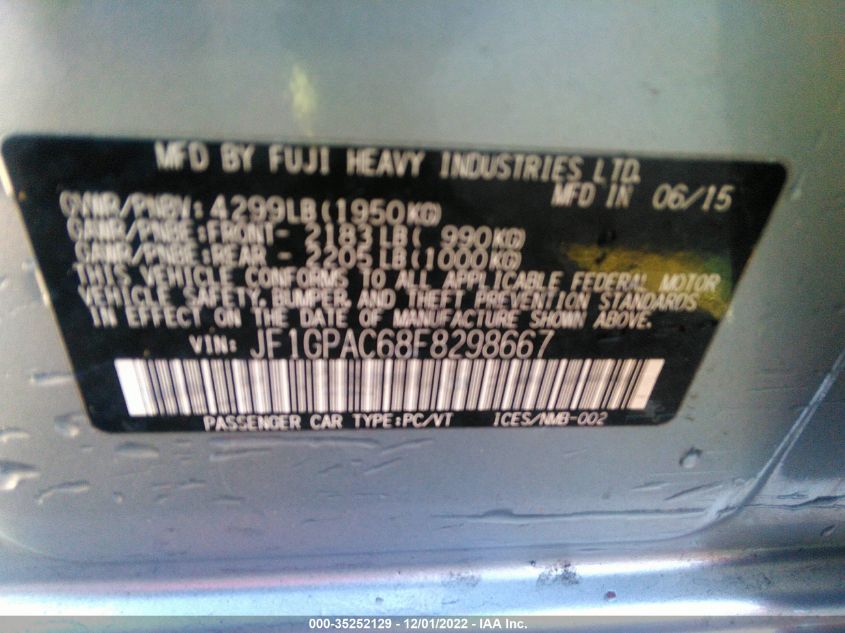 MFD BY FUJI HEAVY INDUSTRIES LTD.
MFD IN 06/15
GVWR/PNBV: 4299LB(1950KG)
GAWR/PNBE:FRONT- 2183LB( 990KG)
GAWR/PNBE:REAR - 2205LB(1000KG)
THIS VEHICLE CONFORMS TO ALL APPLICABLE FEDERAL MOTOR
VEHICLE SAFETY, BUMPER, AND THEFT PREVENTION STANDARDS
IN EFFECT ON THE DATE OF MANUFACTURE SHOWN ABOVE.
VIN: JF1GPAC68F8298667
PASSENGER CAR TYPE:PC/VT ICES/NMB-002
000-35252129 - 12/01/2022 - IAA Inc.